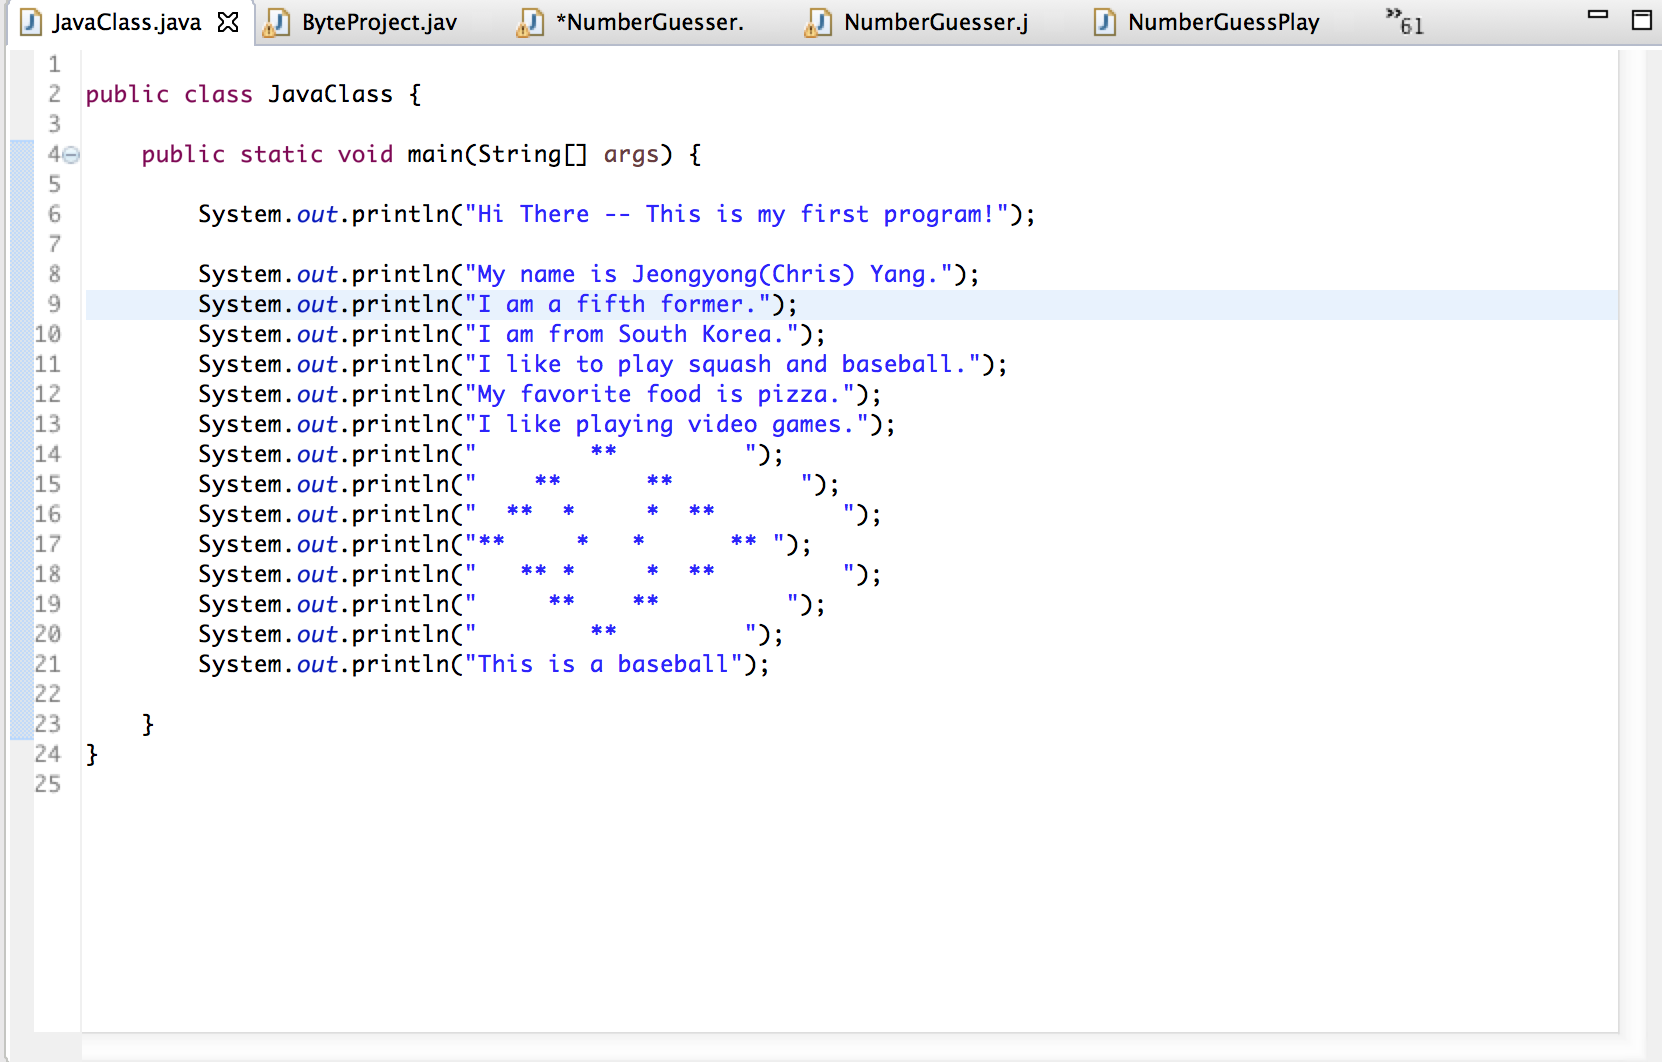 JavaClass.java ByteProject.jav *NumberGuesser. NumberGuesser.j NumberGuessPlay »61
1
2 public class JavaClass {
3
4     public static void main(String[] args) {
5
6         System.out.println("Hi There -- This is my first program!");
7
8         System.out.println("My name is Jeongyong(Chris) Yang.");
9         System.out.println("I am a fifth former.");
10         System.out.println("I am from South Korea.");
11         System.out.println("I like to play squash and baseball.");
12         System.out.println("My favorite food is pizza.");
13         System.out.println("I like playing video games.");
14         System.out.println("        **         ");
15         System.out.println("    **      **         ");
16         System.out.println("  **  *     *  **         ");
17         System.out.println("**     *   *      ** ");
18         System.out.println("   ** *     *  **         ");
19         System.out.println("     **    **         ");
20         System.out.println("        **         ");
21         System.out.println("This is a baseball");
22
23     }
24 }
25